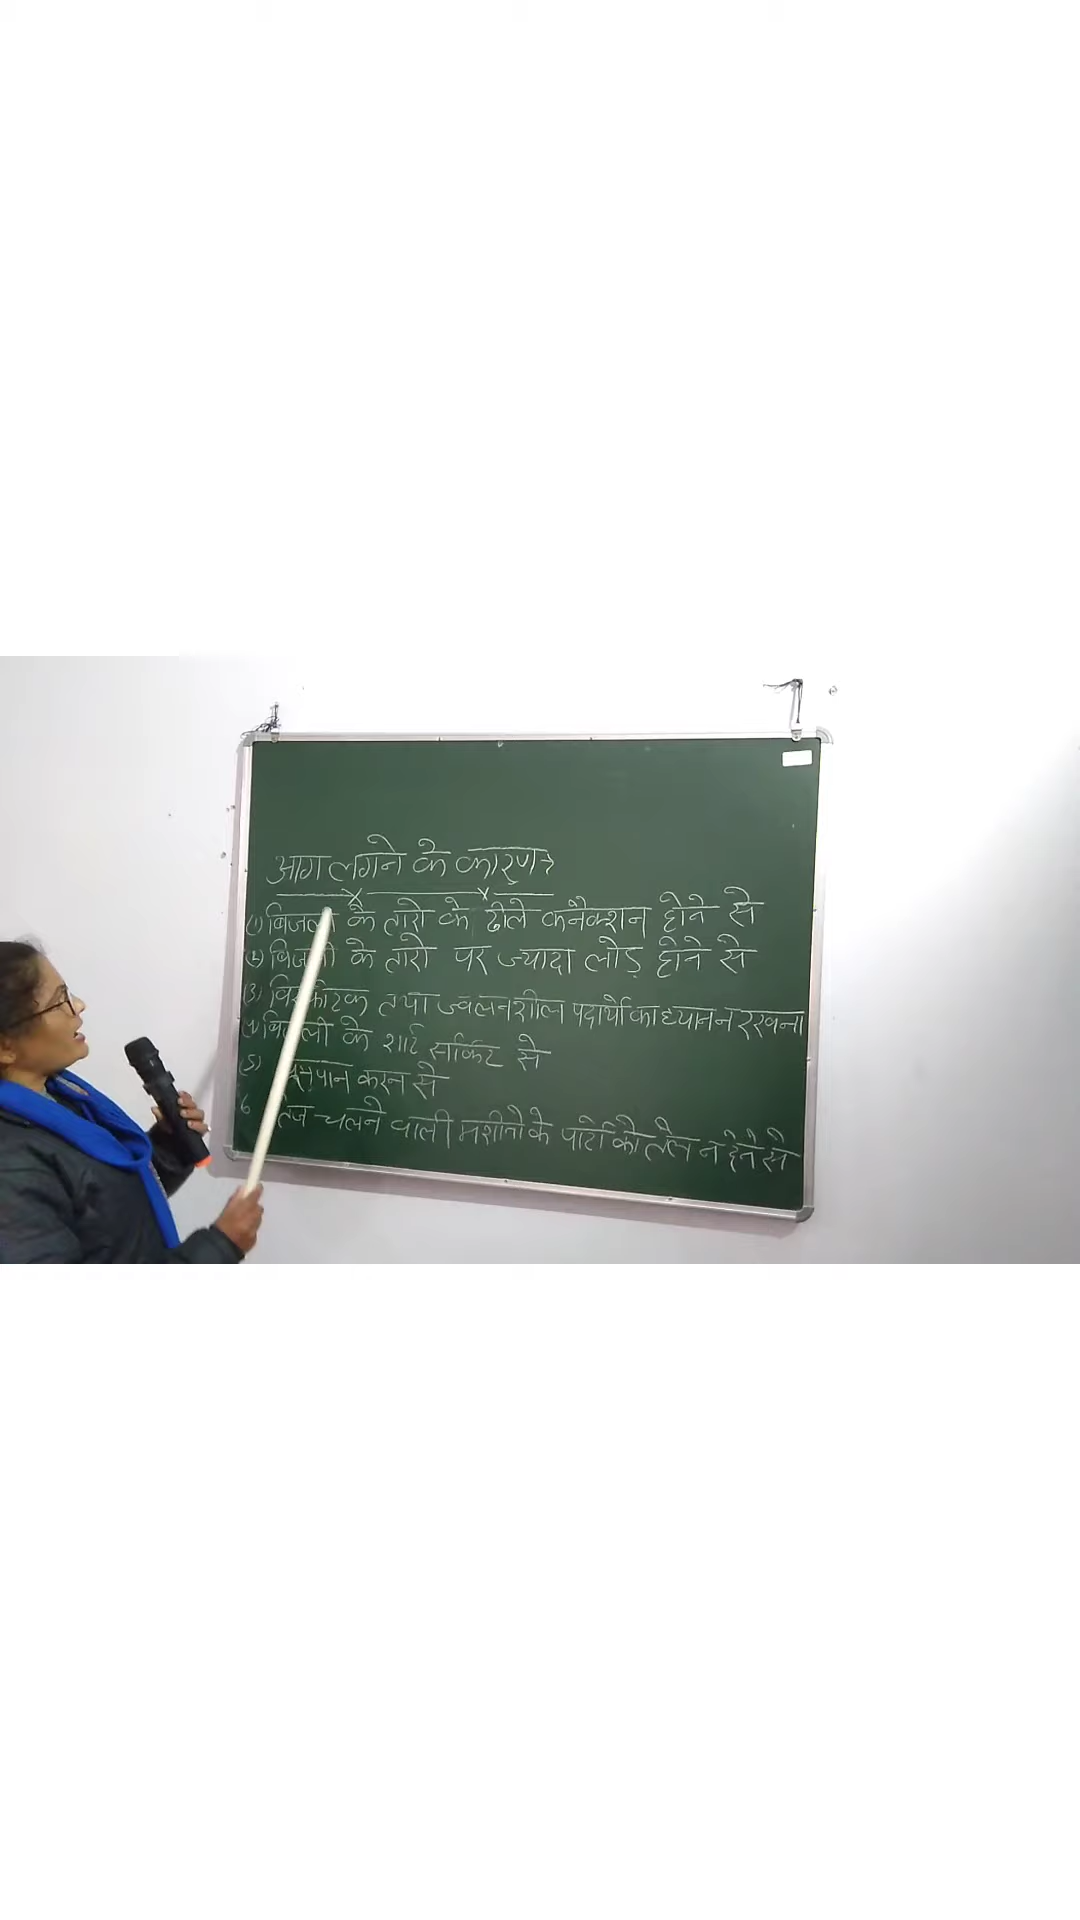 आग लगने के कारण→
(1) बिजली के तारो के ढीले कनैक्शन होने से
(2) बिजली के तारो पर ज्यादा लोड़ होने से
(3) विस्फोटक तथा ज्वलनशील पदार्थो का ध्यान न रखना
(4) बिजली के शार्ट सर्किट से
(5) धूम्रपान करन से
6 तेज चलने वाली मशीनो के पार्टो को तेल न देने से